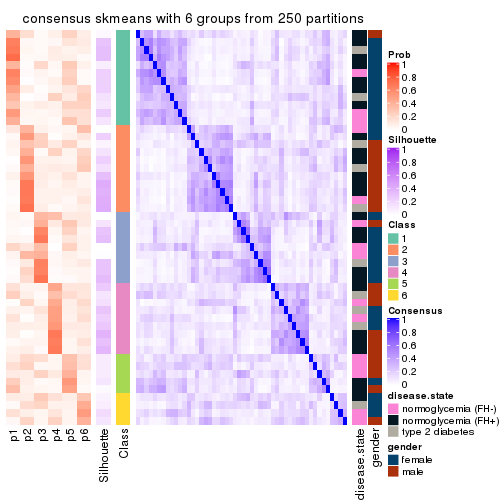 consensus skmeans with 6 groups from 250 partitions
Prob
1
0.8
0.6
0.4
0.2
0
Silhouette
1
0.8
0.6
0.4
0.2
0
Class
1
2
3
4
5
6
Consensus
1
0.8
0.6
0.4
0.2
0
disease.state
normoglycemia (FH-)
normoglycemia (FH+)
type 2 diabetes
gender
female
male
p1
p2
p3
p4
p5
p6
Silhouette
Class
disease.state
gender